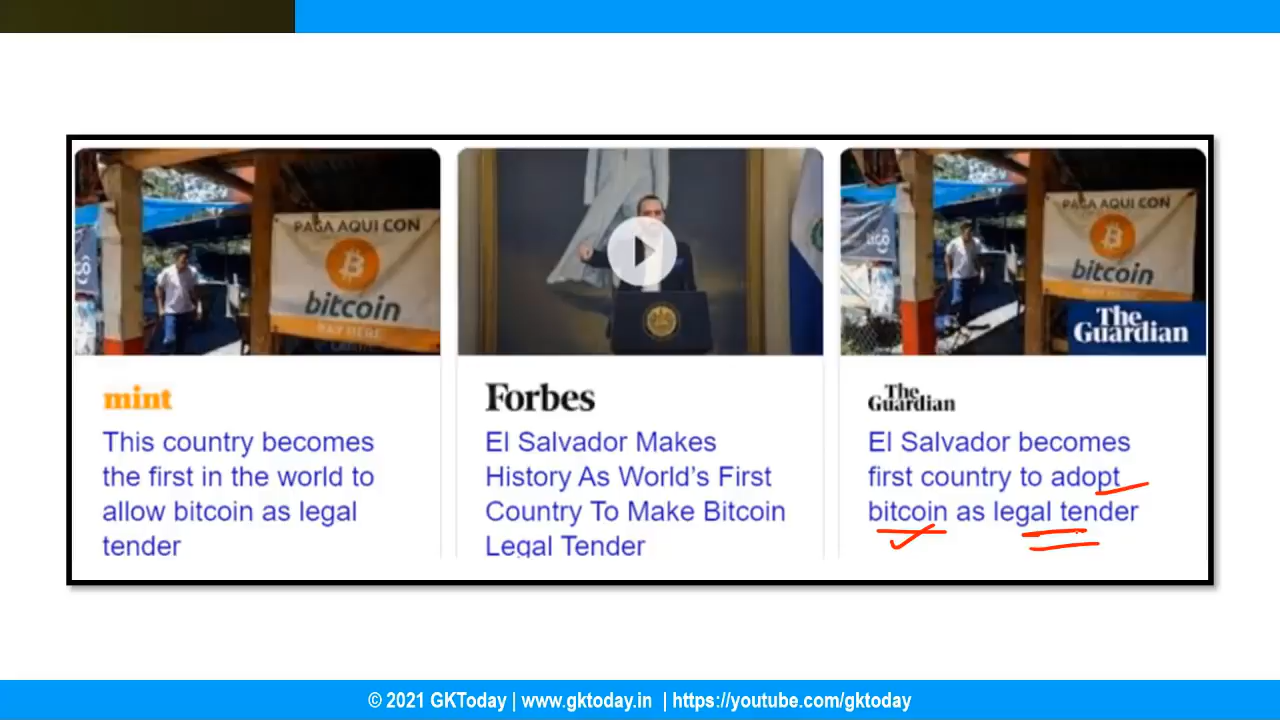 PAGA AQUI CON
bitcoin
PAY HERE
TIGO
mint
This country becomes
the first in the world to
allow bitcoin as legal
tender
Forbes
El Salvador Makes
History As World's First
Country To Make Bitcoin
Legal Tender
PAGA AQUI CON
bitcoin
TIGO
The
Guardian
The
Guardian
El Salvador becomes
first country to adopt
bitcoin as legal tender
© 2021 GKToday | www.gktoday.in | https://youtube.com/gktoday